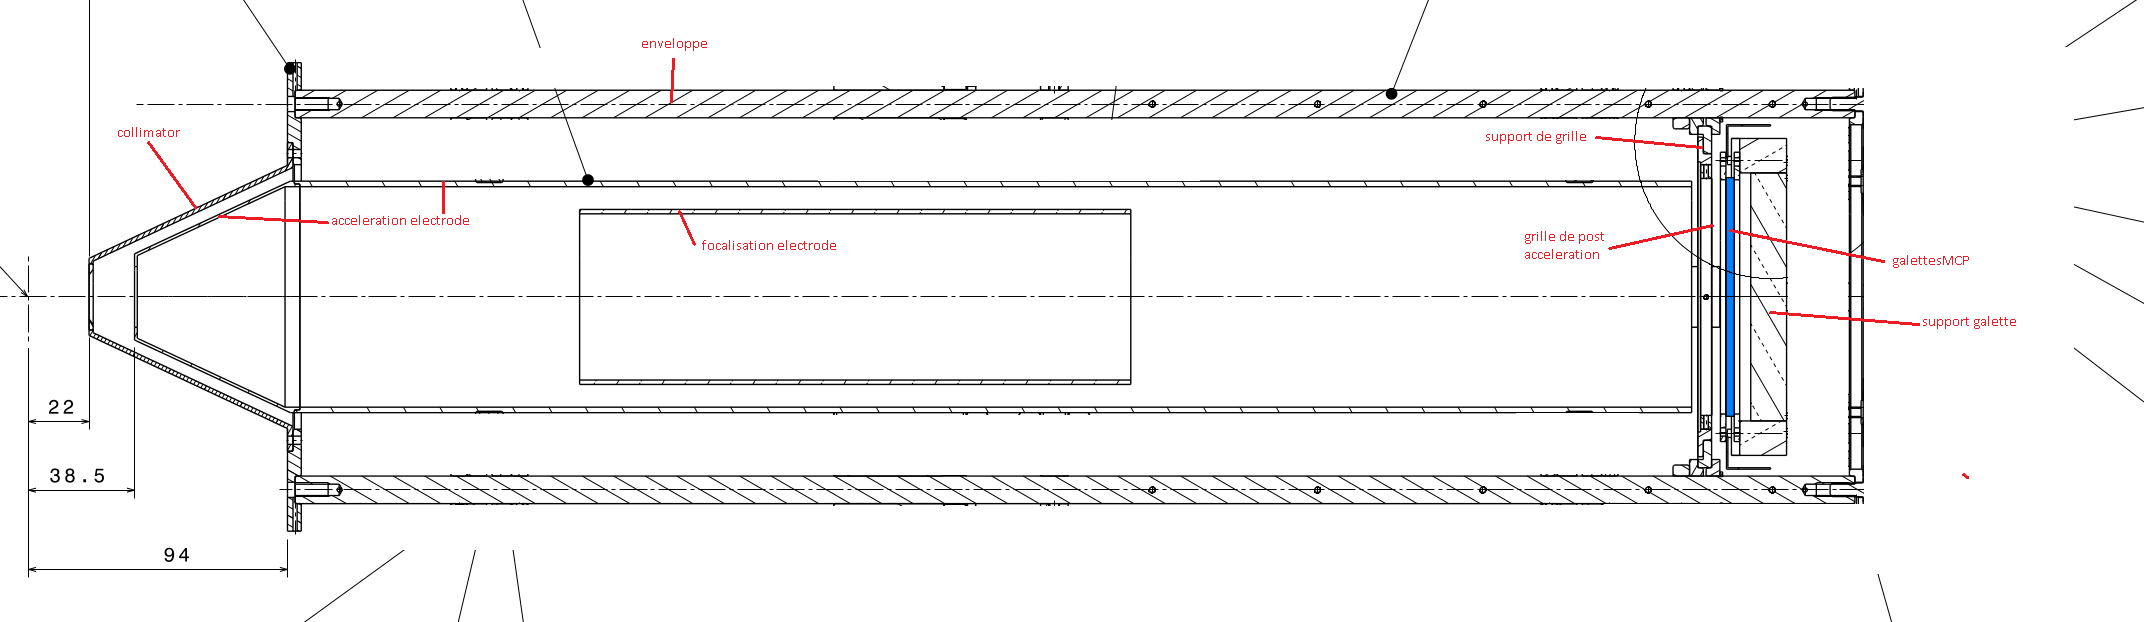 enveloppe
collimator
support de grille
acceleration electrode
focalisation electrode
grille de post
acceleration
galettesMCP
support galette
22
38.5
94